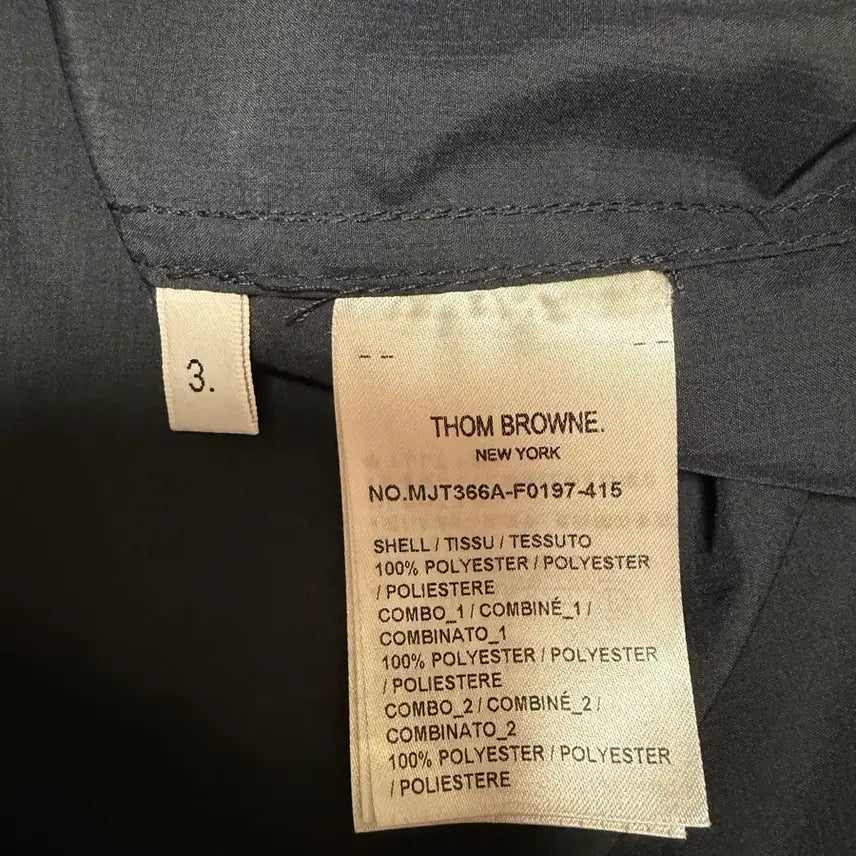 3.
THOM BROWNE.
NEW YORK
NO.MJT366A-F0197-415
SHELL / TISSU / TESSUTO
100% POLYESTER / POLYESTER
/ POLIESTERE
COMBO_1 / COMBINÉ_1 /
COMBINATO_1
100% POLYESTER / POLYESTER
/ POLIESTERE
COMBO_2 / COMBINÉ_2 /
COMBINATO_2
100% POLYESTER / POLYESTER
/ POLIESTERE